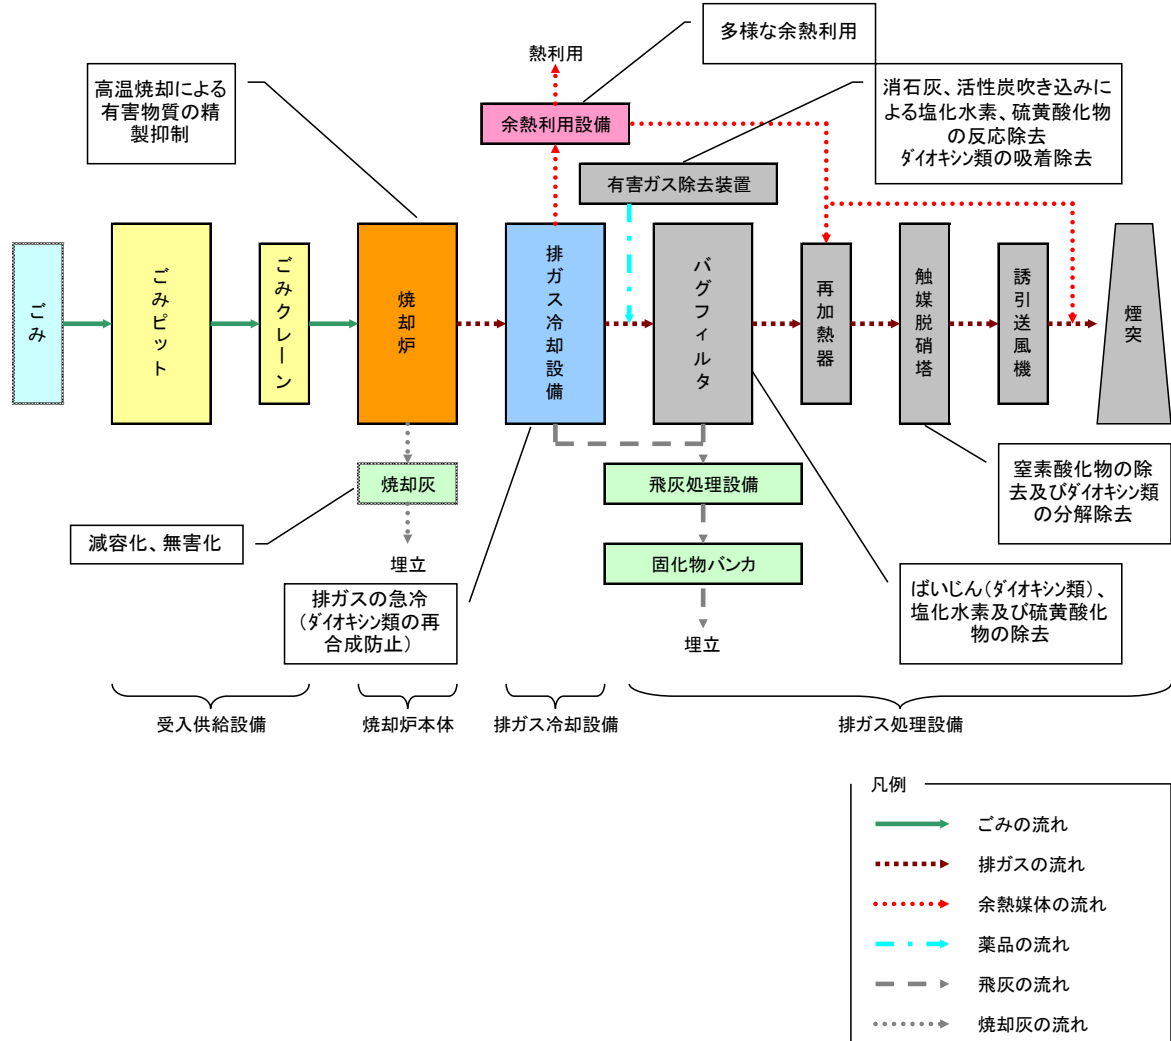 多様な余熱利用
熱利用
高温焼却による
有害物質の精
製抑制
消石灰、活性炭吹き込みに
よる塩化水素、硫黄酸化物
の反応除去
ダイオキシン類の吸着除去
余熱利用設備
有害ガス除去装置
ごみ
ごみピット
ごみクレーン
焼却炉
排ガス冷却設備
バグフィルタ
再加熱器
触媒脱硝塔
誘引送風機
煙突
焼却灰
飛灰処理設備
窒素酸化物の除
去及びダイオキシン類
の分解除去
減容化、無害化
埋立
固化物バンカ
排ガスの急冷
(ダイオキシン類の再
合成防止)
ばいじん(ダイオキシン類)、
塩化水素及び硫黄酸化
物の除去
埋立
受入供給設備
焼却炉本体
排ガス冷却設備
排ガス処理設備
凡例
ごみの流れ
排ガスの流れ
余熱媒体の流れ
薬品の流れ
飛灰の流れ
焼却灰の流れ